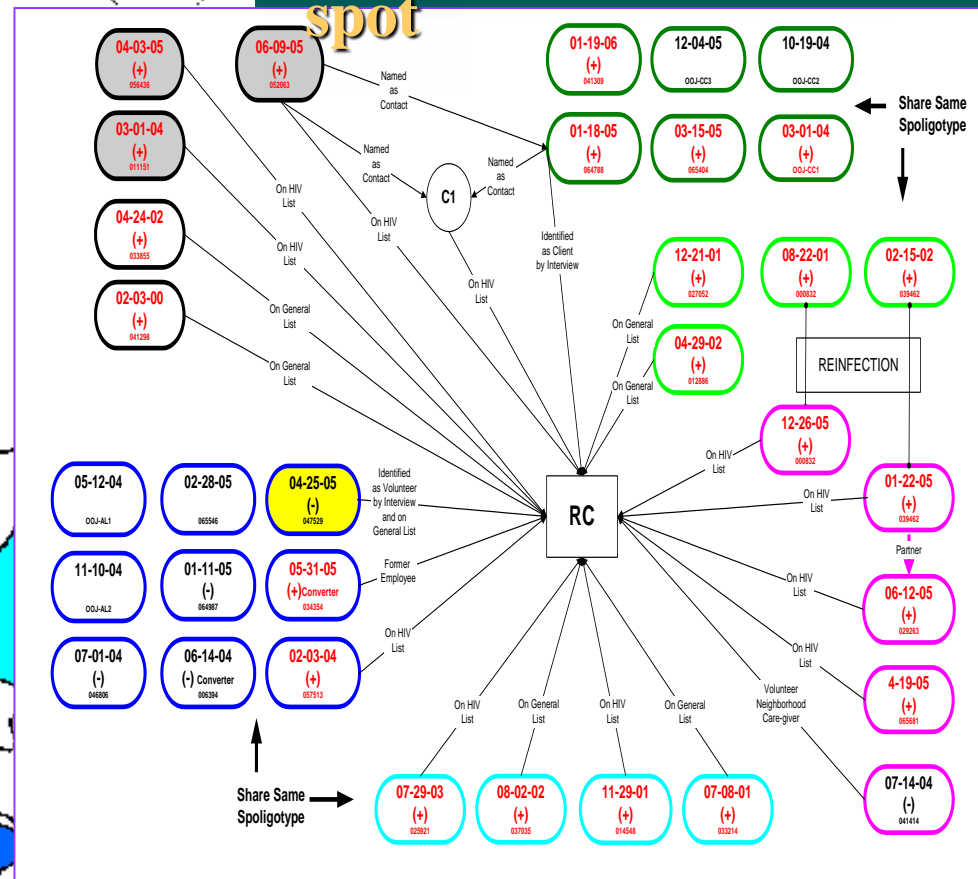 spot
04-03-05
(+)
056436
06-09-05
(+)
052063
01-19-06
(+)
041309
12-04-05
OOJ-CC3
10-19-04
OOJ-CC2
Named
as
Contact
Share Same
Spoligotype
03-01-04
(+)
011151
01-18-05
(+)
064788
03-15-05
(+)
065404
03-01-04
(+)
OOJ-CC1
Named
as
Contact
Named
as
Contact
C1
On HIV
List
04-24-02
(+)
033855
On HIV
List
On HIV
List
Identified
as Client
by Interview
12-21-01
(+)
027052
08-22-01
(+)
000832
02-15-02
(+)
039462
On HIV
List
02-03-00
(+)
041298
On General
List
On General
List
04-29-02
(+)
012886
REINFECTION
On General
List
On General
List
12-26-05
(+)
000832
On HIV
List
05-12-04
OOJ-AL1
02-28-05
065546
04-25-05
(-)
047529
Identified
as Volunteer
by Interview
and on
General List
RC
On HIV
List
01-22-05
(+)
039462
Partner
11-10-04
OOJ-AL2
01-11-05
(-)
064987
05-31-05
(+)Converter
034354
Former
Employee
On HIV
List
06-12-05
(+)
029263
07-01-04
(-)
046806
06-14-04
(-) Converter
006394
02-03-04
(+)
057513
On HIV
List
On HIV
List
4-19-05
(+)
065681
Volunteer
Neighborhood
Care-giver
On HIV
List
On General
List
On HIV
List
On General
List
Share Same
Spoligotype
07-29-03
(+)
025921
08-02-02
(+)
037035
11-29-01
(+)
014548
07-08-01
(+)
033214
07-14-04
(-)
041414